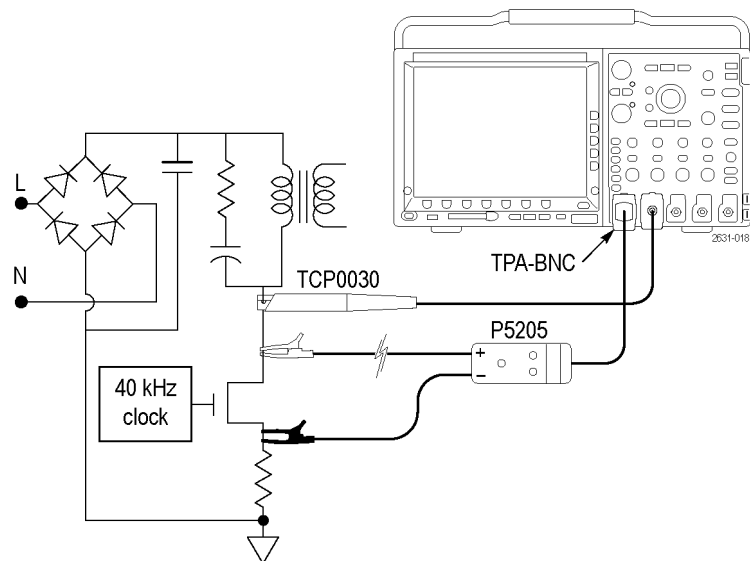 L
N
TCP0030
TPA-BNC
2631-018
P5205
+
–
40 kHz
clock